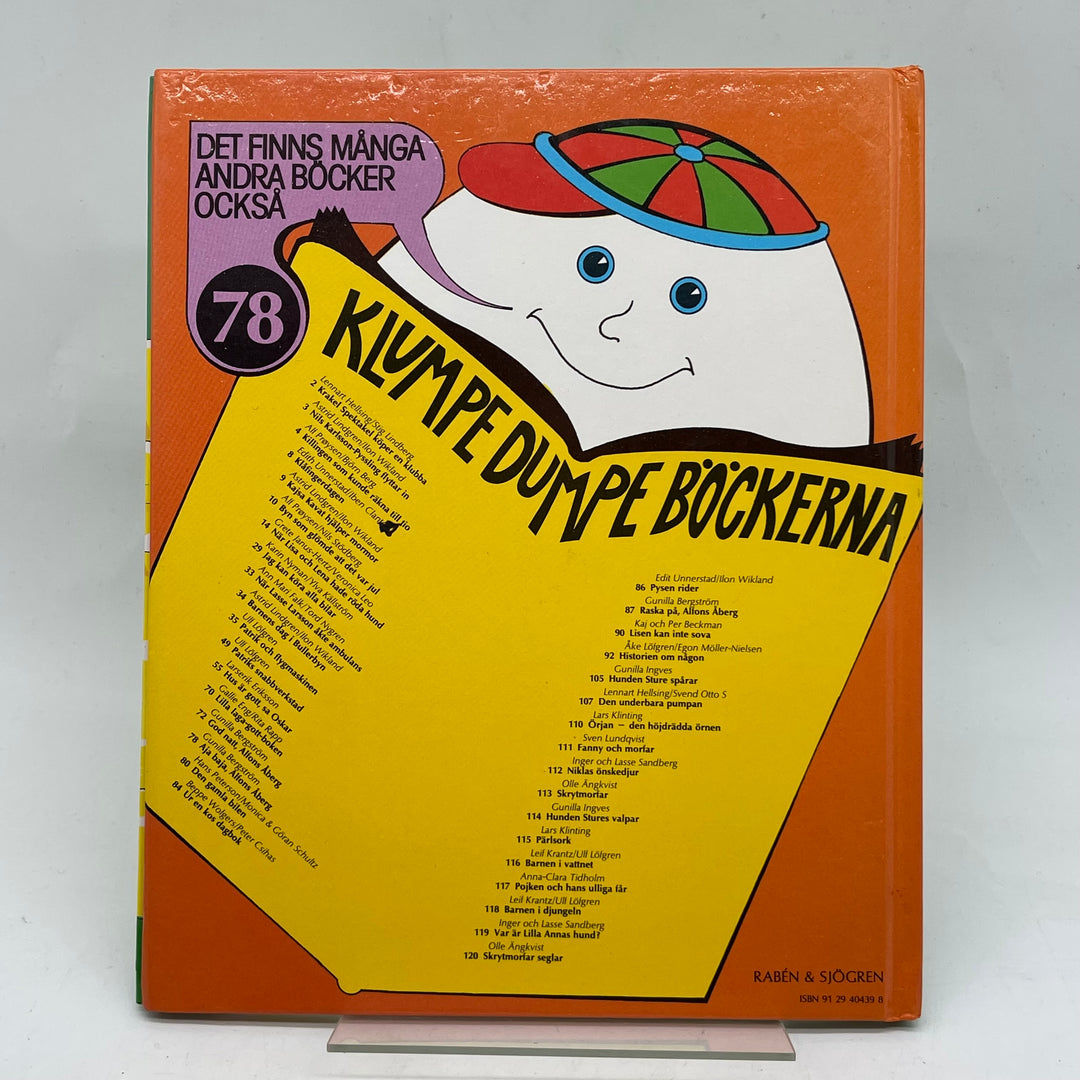 DET FINNS MÅNGA
ANDRA BÖCKER
OCKSÅ
78
KLUMPE DUMPE BÖCKERNA
Lennart Hellsing/Stig Lindberg
2 Krakel Spektakel köper en klubba
Astrid Lindgren/Ilon Wikland
3 Nils Karlsson-Pyssling flyttar in
Alf Prøysen/Björn Berg
4 Killingen som kunde räkna till tio
Edith Unnerstad/Iben Clante
8 Klåfingerdagen
Astrid Lindgren/Ilon Wikland
9 Kajsa Kavat hjälper mormor
Alf Prøysen/Nils Stödberg
10 Byn som glömde att det var jul
Grete Janus-Hertz/Veronica Leo
14 När Lisa och Lena hade röda hund
Karin Nyman/Ylva Källström
29 Jag kan köra alla bilar
Ann Mari Falk/Tord Nygren
33 När Lasse Larsson åkte ambulans
Astrid Lindgren/Ilon Wikland
34 Barnens dag i Bullerbyn
Ulf Löfgren
35 Patrik och flygmaskinen
Ulf Löfgren
49 Patriks snabbverkstad
Larserik Eriksson
55 Hus är gott, sa Oskar
Gallie Eng/Rita Rapp
70 Lilla laga-gott-boken
Gunilla Bergström
72 God natt, Alfons Åberg
Gunilla Bergström
78 Aja baja, Alfons Åberg
Hans Peterson/Monica & Göran Schultz
80 Den gamla bilen
Beppe Wolgers/Peter Csihas
84 Ur en kos dagbok
Edit Unnerstad/Ilon Wikland
86 Pysen rider
Gunilla Bergström
87 Raska på, Alfons Åberg
Kaj och Per Beckman
90 Lisen kan inte sova
Åke Löfgren/Egon Möller-Nielsen
92 Historien om någon
Gunilla Ingves
105 Hunden Sture spårar
Lennart Hellsing/Svend Otto S
107 Den underbara pumpan
Lars Klinting
110 Örjan – den höjdrädda örnen
Sven Lundqvist
111 Fanny och morfar
Inger och Lasse Sandberg
112 Niklas önskedjur
Olle Ängkvist
113 Skrytmorfar
Gunilla Ingves
114 Hunden Stures valpar
Lars Klinting
115 Pärlsork
Leif Krantz/Ulf Löfgren
116 Barnen i vattnet
Anna-Clara Tidholm
117 Pojken och hans ulliga får
Leif Krantz/Ulf Löfgren
118 Barnen i djungeln
Inger och Lasse Sandberg
119 Var är Lilla Annas hund?
Olle Ängkvist
120 Skrytmorfar seglar
RABÉN & SJÖGREN
ISBN 91 29 40439 8